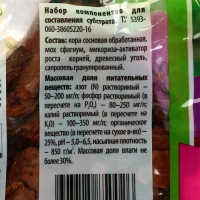 Набор компонентов для
составления субстрата. ТУ 5393-
060-38605220-16
Состав: кора сосновая обработанная,
мох сфагнум, микориза-активатор
роста корней, древесный уголь,
сапропель гранулированный.
Массовая доля питательных
веществ: азот (N) растворимый –
50–200 мг/л; фосфор растворимый (в
пересчете на P₂O₅) – 80–250 мг/л;
калий растворимый (в пересчете на
K₂O) – 100–350 мг/л; органическое
вещество (в пересчете на сухое в-во) –
25%, pH – 5,0–6,5, насыпная плотность
– 850 г/м³. Массовая доля влаги не
более 30%.